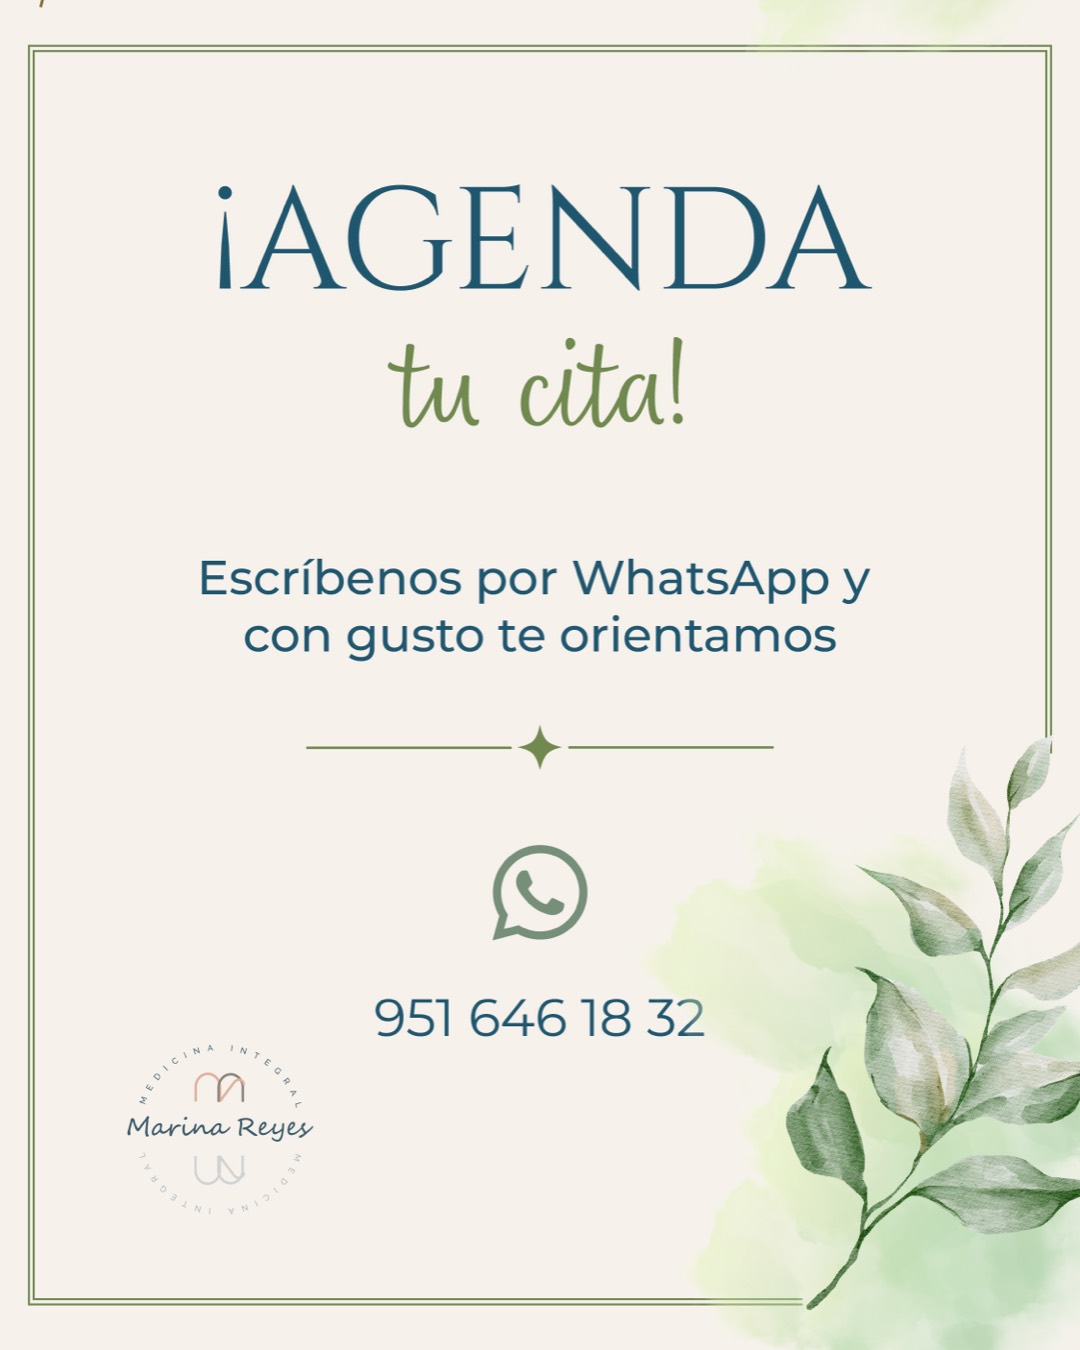 ¡AGENDA
tu cita!
Escríbenos por WhatsApp y
con gusto te orientamos
951 646 18 32
MEDICINA INTEGRAL
Marina Reyes
MEDICINA INTEGRAL